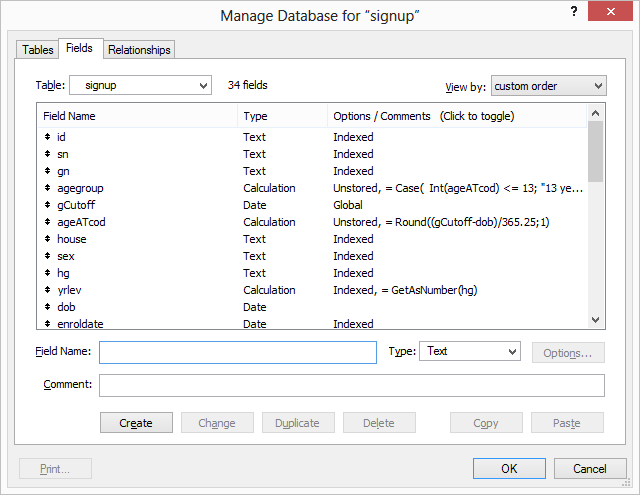 Manage Database for “signup”
?
Tables Fields Relationships
Table: signup 34 fields View by: custom order
Field Name Type Options / Comments (Click to toggle)
id Text Indexed
sn Text Indexed
gn Text Indexed
agegroup Calculation Unstored, = Case( Int(ageATcod) <= 13; "13 ye...
gCutoff Date Global
ageATcod Calculation Unstored, = Round((gCutoff-dob)/365.25;1)
house Text Indexed
sex Text Indexed
hg Text Indexed
yrlev Calculation Indexed, = GetAsNumber(hg)
dob Date
enroldate Date Indexed
Field Name: Type: Text Options...
Comment:
Create Change Duplicate Delete Copy Paste
Print... OK Cancel